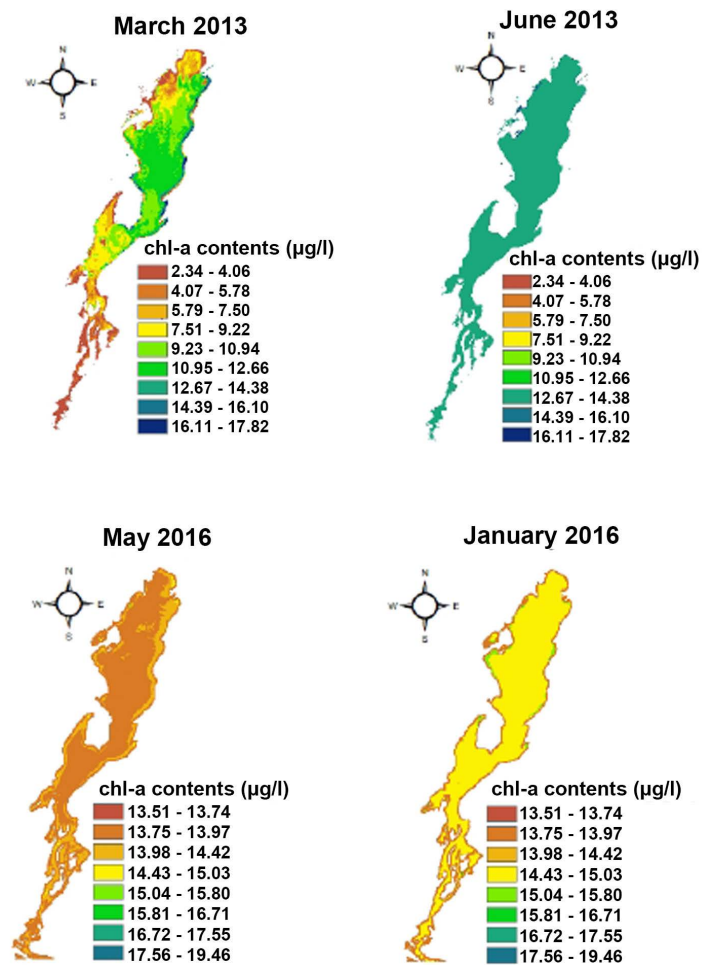 March 2013
N
W E
S
chl-a contents (µg/l)
2.34 - 4.06
4.07 - 5.78
5.79 - 7.50
7.51 - 9.22
9.23 - 10.94
10.95 - 12.66
12.67 - 14.38
14.39 - 16.10
16.11 - 17.82
June 2013
N
W E
S
chl-a contents (µg/l)
2.34 - 4.06
4.07 - 5.78
5.79 - 7.50
7.51 - 9.22
9.23 - 10.94
10.95 - 12.66
12.67 - 14.38
14.39 - 16.10
16.11 - 17.82
May 2016
N
W E
S
chl-a contents (µg/l)
13.51 - 13.74
13.75 - 13.97
13.98 - 14.42
14.43 - 15.03
15.04 - 15.80
15.81 - 16.71
16.72 - 17.55
17.56 - 19.46
January 2016
N
W E
S
chl-a contents (µg/l)
13.51 - 13.74
13.75 - 13.97
13.98 - 14.42
14.43 - 15.03
15.04 - 15.80
15.81 - 16.71
16.72 - 17.55
17.56 - 19.46